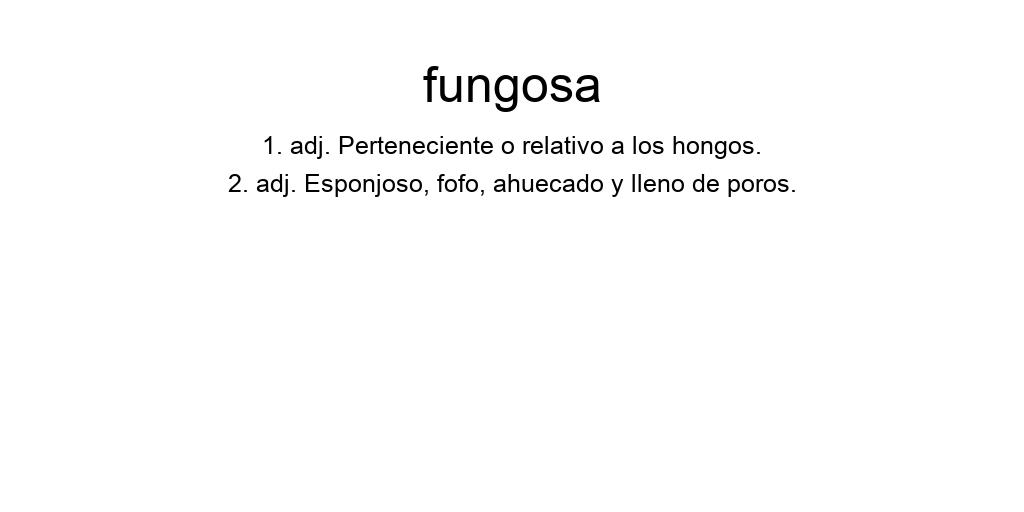 fungosa
1. adj. Perteneciente o relativo a los hongos.
2. adj. Esponjoso, fofo, ahuecado y lleno de poros.